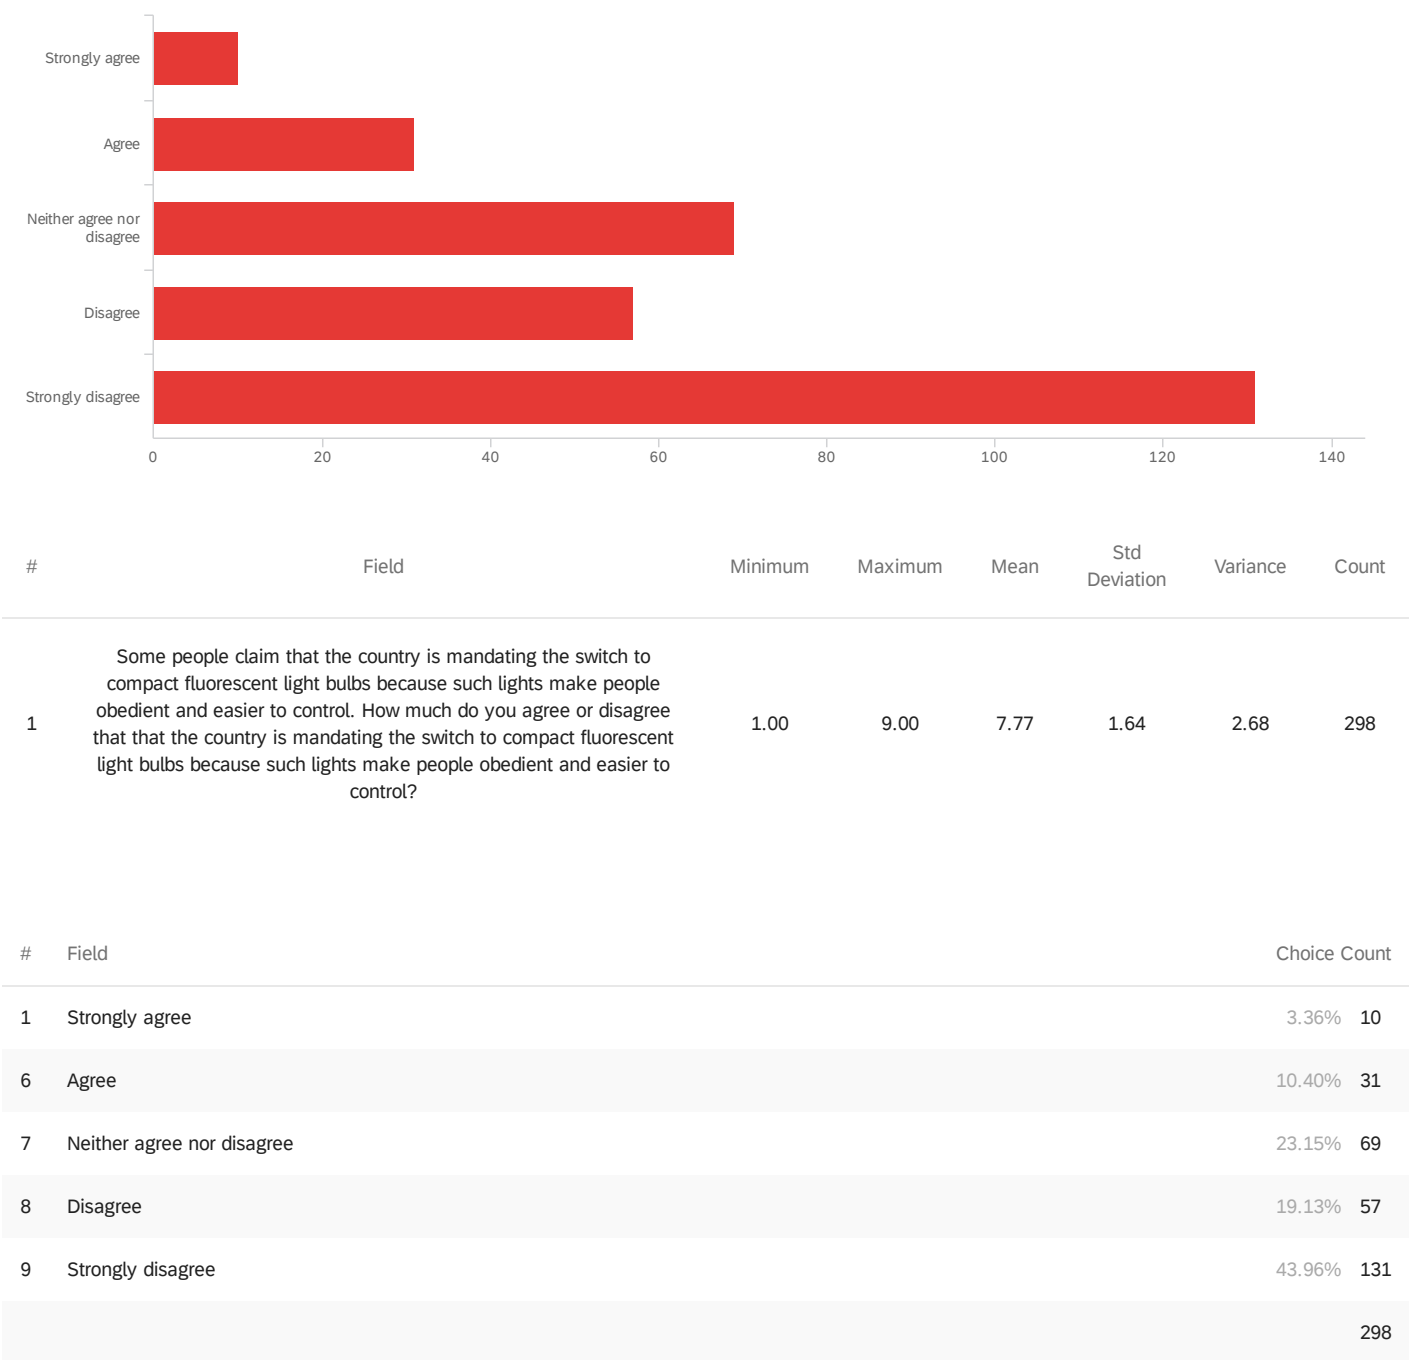 Strongly agree
Agree
Neither agree nor
disagree
Disagree
Strongly disagree
0 20 40 60 80 100 120 140
# Field Minimum Maximum Mean Std Deviation Variance Count
1 Some people claim that the country is mandating the switch to
compact fluorescent light bulbs because such lights make people
obedient and easier to control. How much do you agree or disagree
that that the country is mandating the switch to compact fluorescent
light bulbs because such lights make people obedient and easier to
control? 1.00 9.00 7.77 1.64 2.68 298
# Field Choice Count
1 Strongly agree 3.36% 10
6 Agree 10.40% 31
7 Neither agree nor disagree 23.15% 69
8 Disagree 19.13% 57
9 Strongly disagree 43.96% 131
298